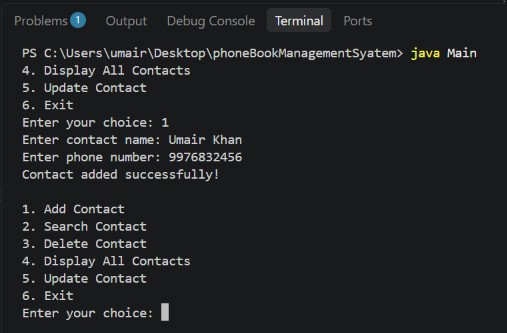 Problems 1 Output Debug Console Terminal Ports
PS C:\Users\umair\Desktop\phoneBookManagementSyatem> java Main
4. Display All Contacts
5. Update Contact
6. Exit
Enter your choice: 1
Enter contact name: Umair Khan
Enter phone number: 9976832456
Contact added successfully!
1. Add Contact
2. Search Contact
3. Delete Contact
4. Display All Contacts
5. Update Contact
6. Exit
Enter your choice: